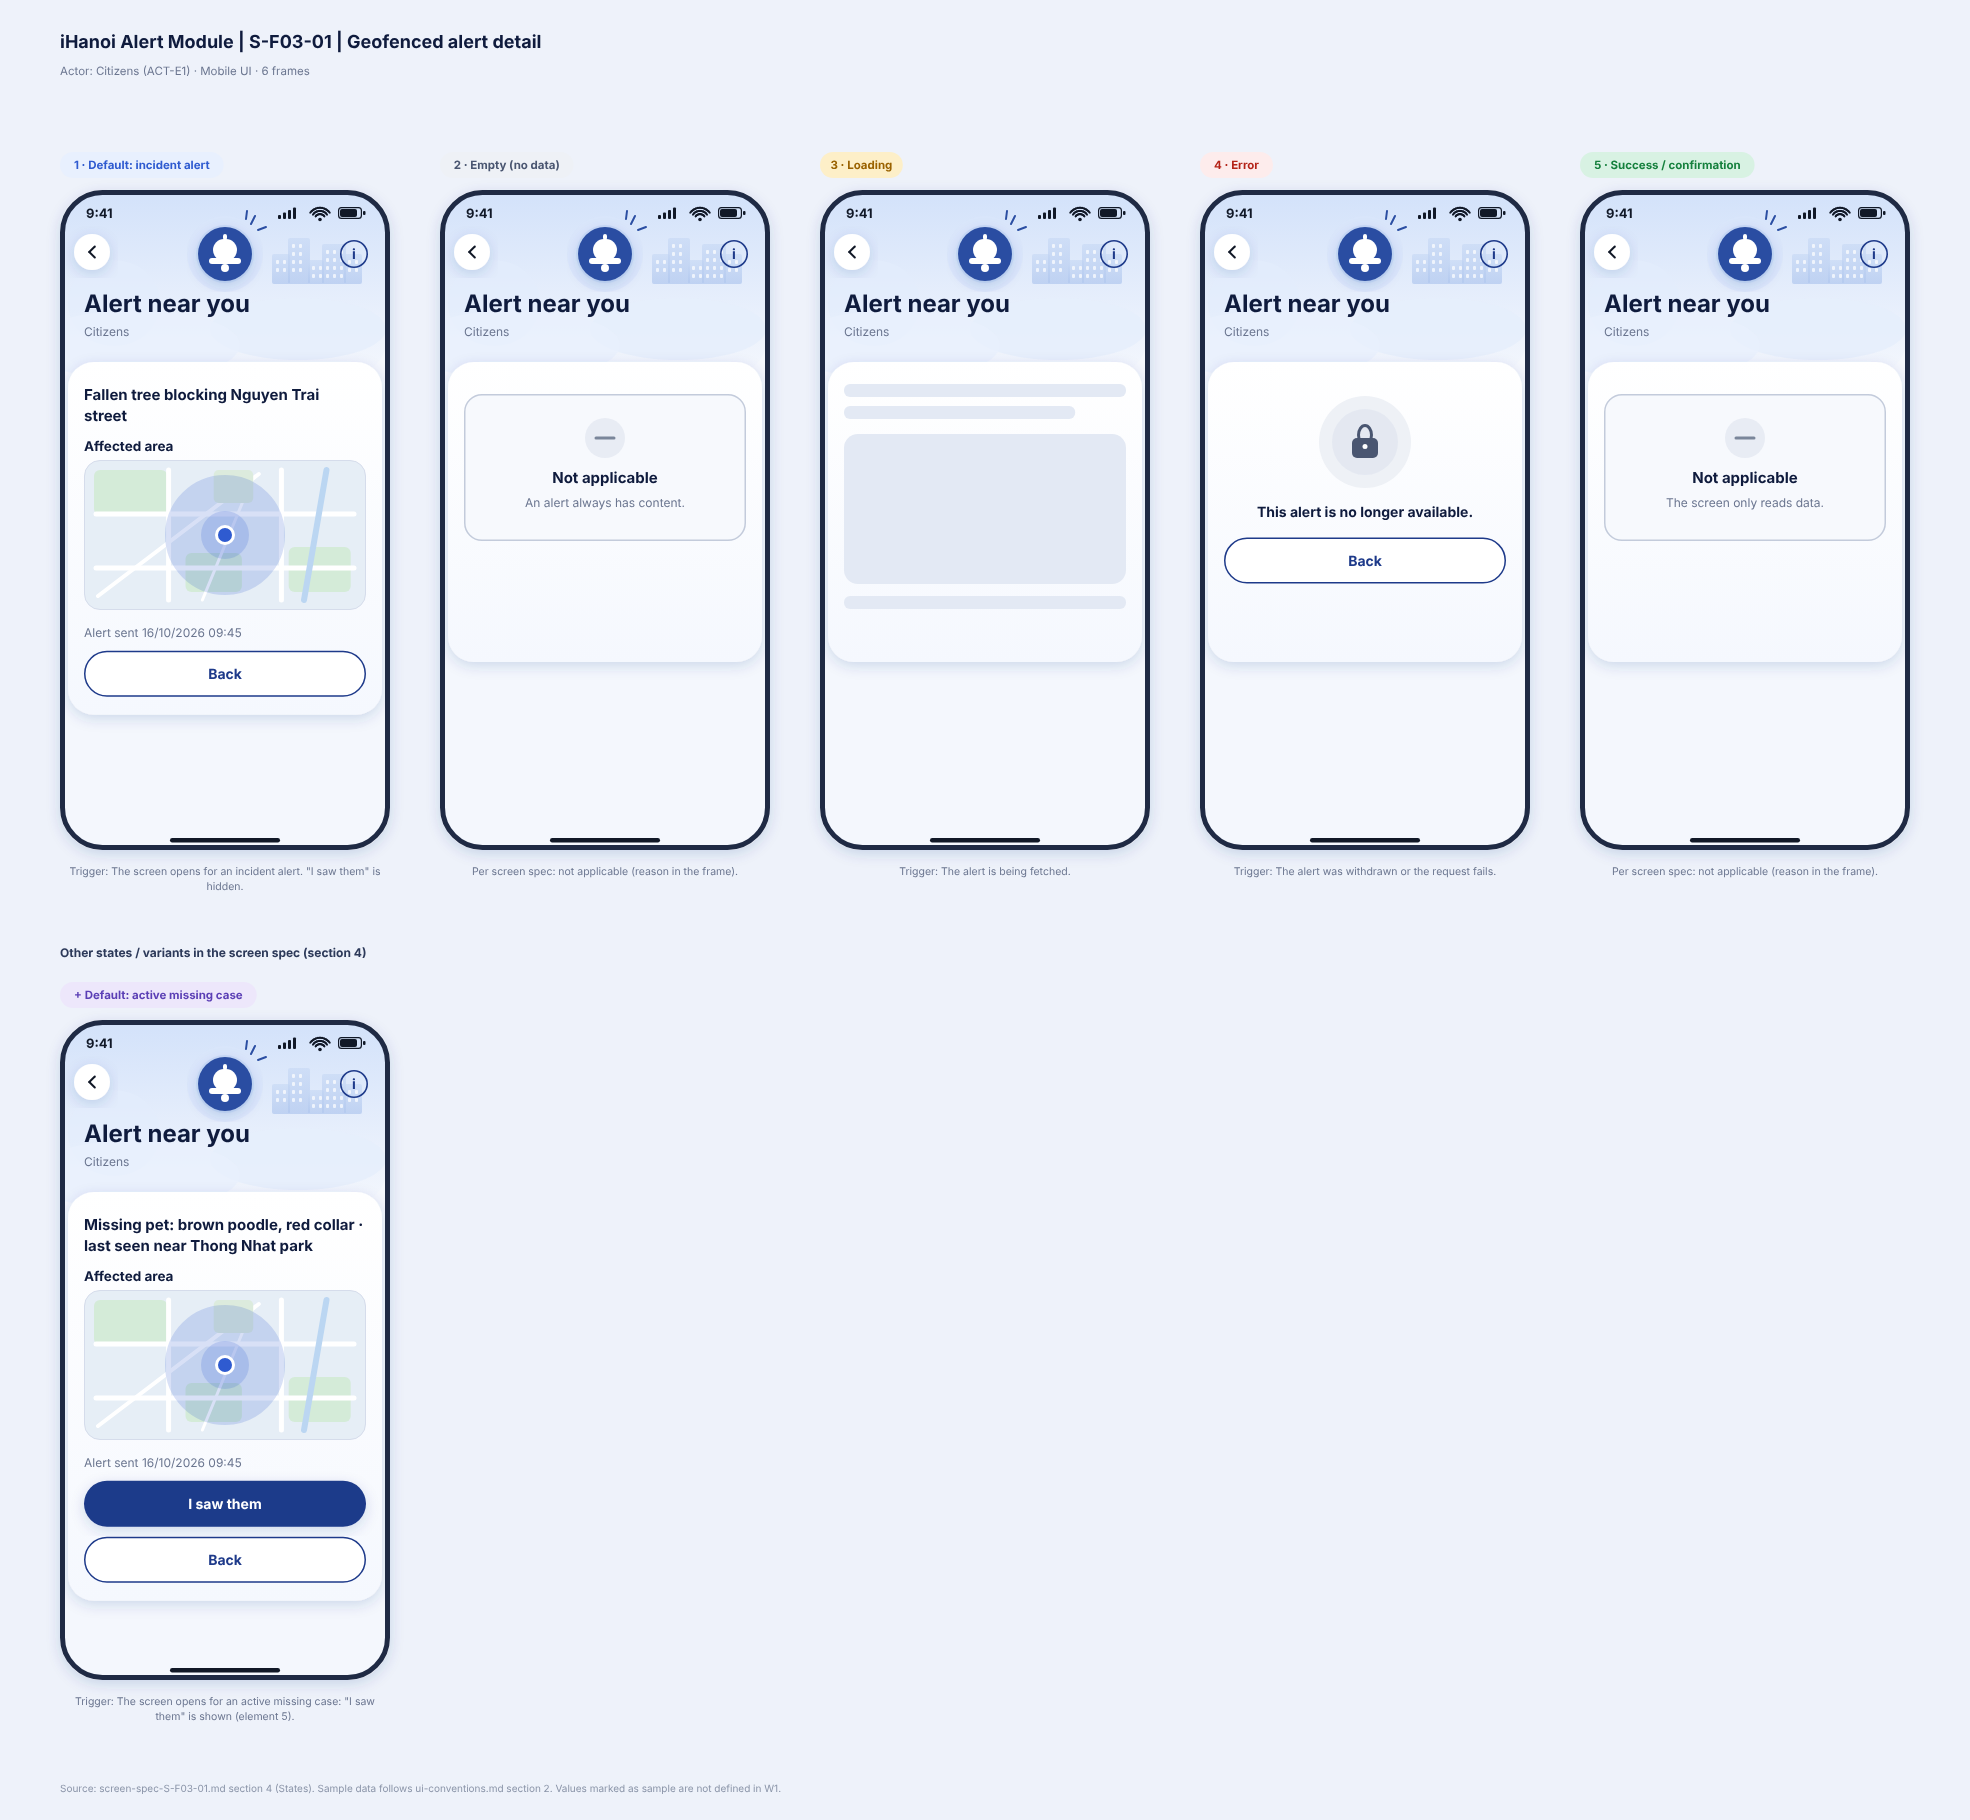 iHanoi Alert Module | S-F03-01 | Geofenced alert detail
Actor: Citizens (ACT-E1) · Mobile UI · 6 frames
1 · Default: incident alert
9:41
i
Alert near you
Citizens
Fallen tree blocking Nguyen Trai
street
Affected area
Alert sent 16/10/2026 09:45
Back
Trigger: The screen opens for an incident alert. "I saw them" is
hidden.
2 · Empty (no data)
9:41
i
Alert near you
Citizens
Not applicable
An alert always has content.
Per screen spec: not applicable (reason in the frame).
3 · Loading
9:41
i
Alert near you
Citizens
Trigger: The alert is being fetched.
4 · Error
9:41
i
Alert near you
Citizens
This alert is no longer available.
Back
Trigger: The alert was withdrawn or the request fails.
5 · Success / confirmation
9:41
i
Alert near you
Citizens
Not applicable
The screen only reads data.
Per screen spec: not applicable (reason in the frame).
Other states / variants in the screen spec (section 4)
+ Default: active missing case
9:41
i
Alert near you
Citizens
Missing pet: brown poodle, red collar ·
last seen near Thong Nhat park
Affected area
Alert sent 16/10/2026 09:45
I saw them
Back
Trigger: The screen opens for an active missing case: "I saw
them" is shown (element 5).
Source: screen-spec-S-F03-01.md section 4 (States). Sample data follows ui-conventions.md section 2. Values marked as sample are not defined in W1.